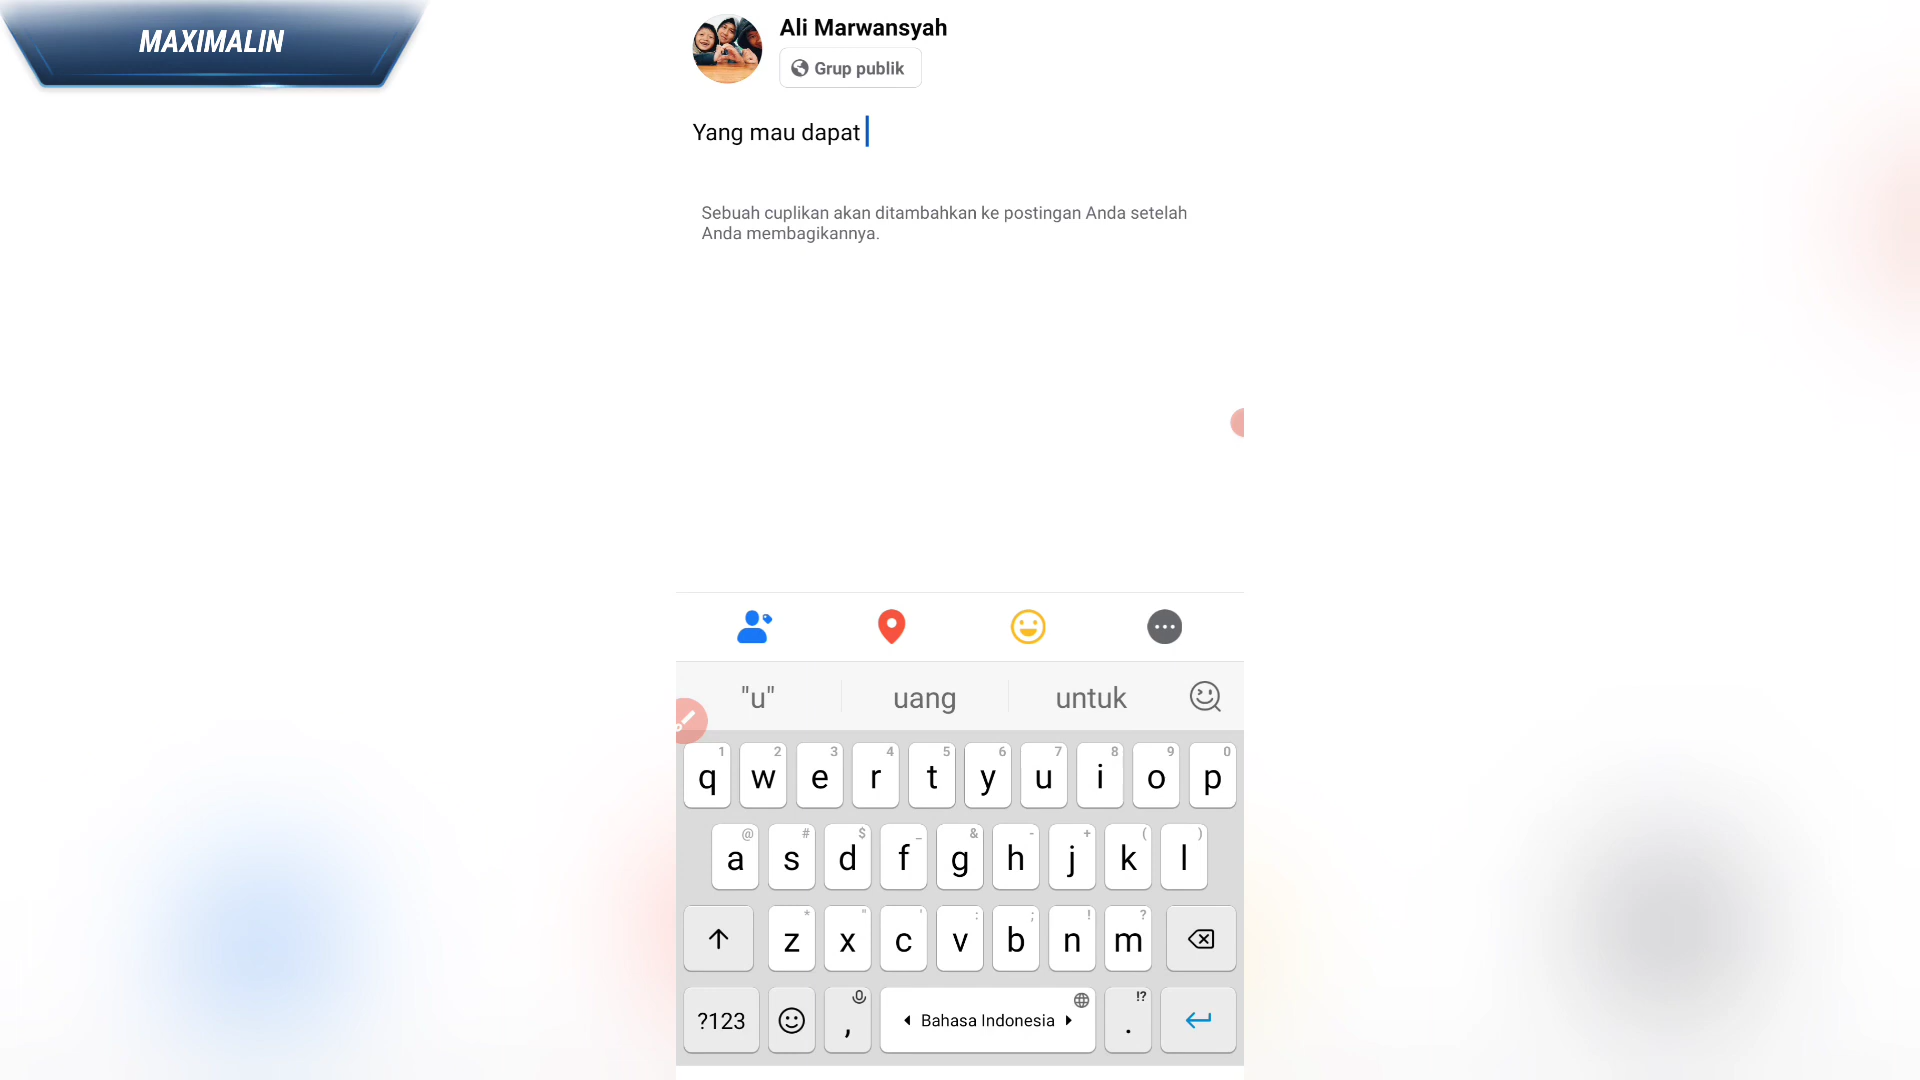 MAXIMALIN
Ali Marwansyah
Grup publik
Yang mau dapat
Sebuah cuplikan akan ditambahkan ke postingan Anda setelah
Anda membagikannya.
"u" uang untuk
1 2 3 4 5 6 7 8 9 0
q w e r t y u i o p
@ # $ _ & - + ( )
a s d f g h j k l
* " ' : ; ! ?
z x c v b n m
!?
?123 , Bahasa Indonesia .